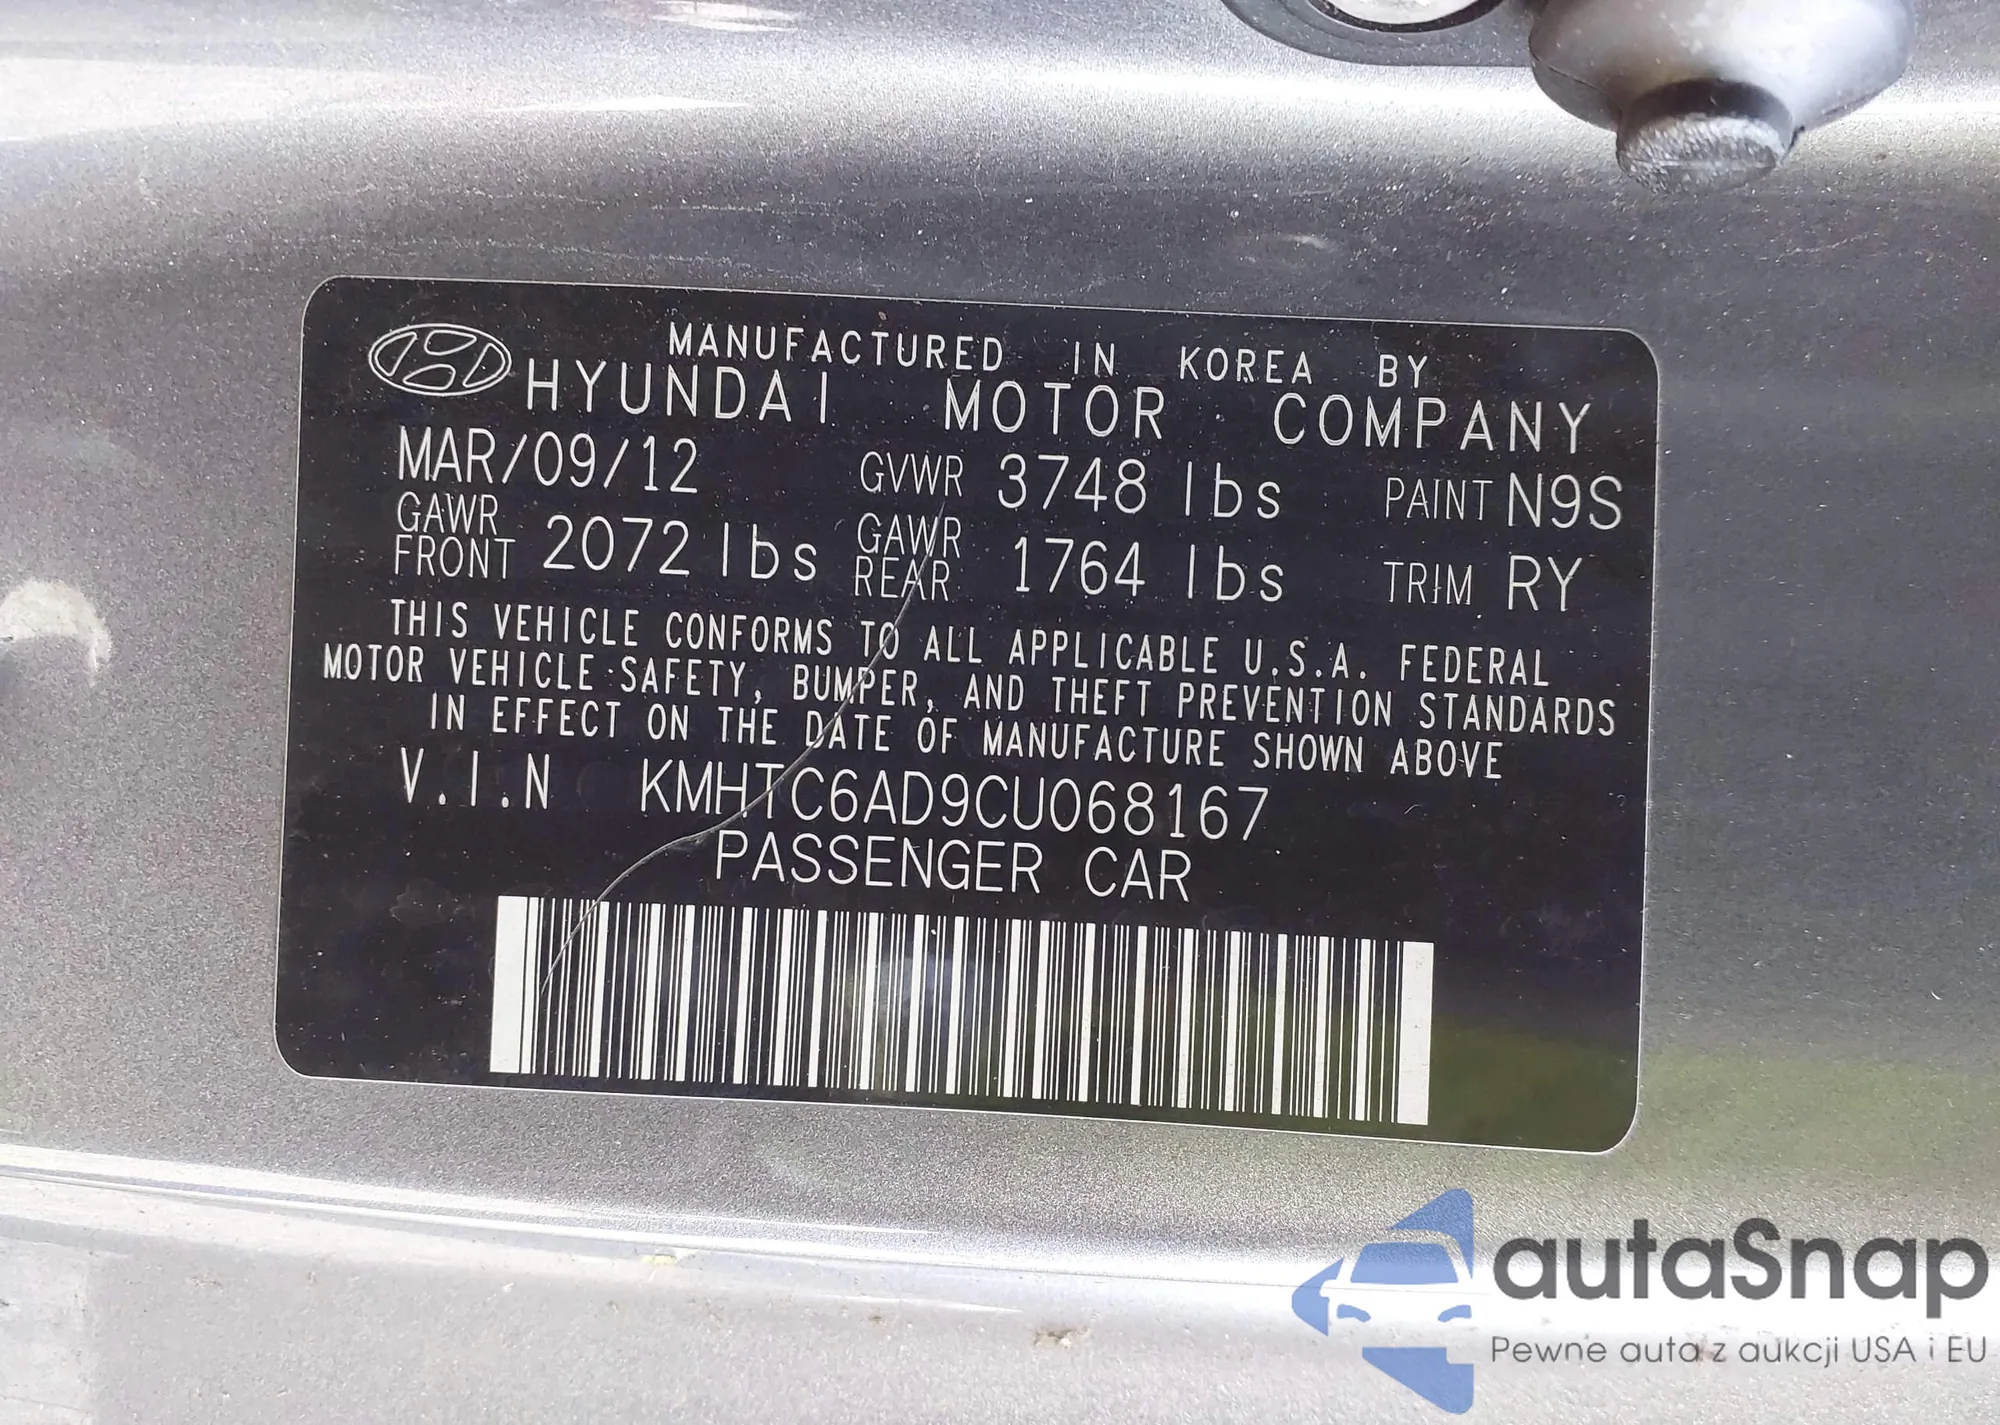 MANUFACTURED IN KOREA BY
HYUNDAI MOTOR COMPANY
MAR/09/12 GVWR 3748 lbs PAINT N9S
GAWR FRONT 2072 lbs GAWR REAR 1764 lbs TRIM RY
THIS VEHICLE CONFORMS TO ALL APPLICABLE U.S.A. FEDERAL
MOTOR VEHICLE SAFETY, BUMPER, AND THEFT PREVENTION STANDARDS
IN EFFECT ON THE DATE OF MANUFACTURE SHOWN ABOVE
V.I.N KMHTC6AD9CU068167
PASSENGER CAR
autaSnap
Pewne auta z aukcji USA i EU